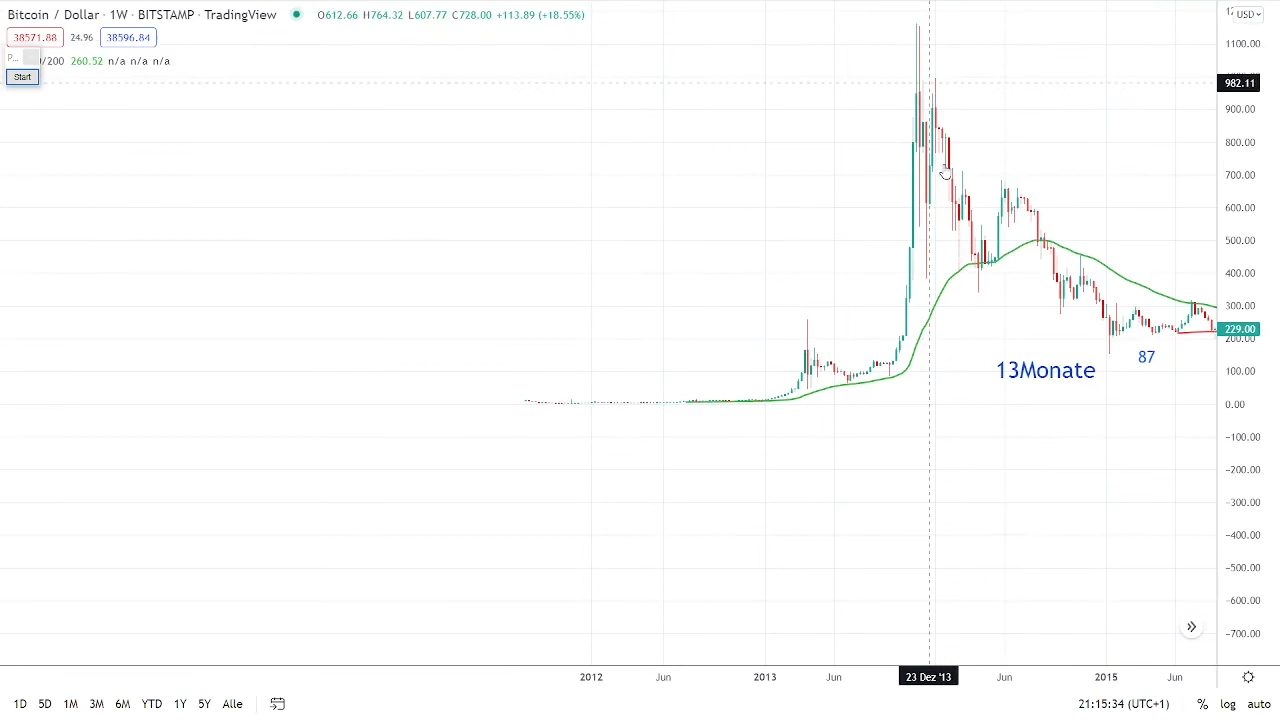 Bitcoin / Dollar · 1W · BITSTAMP · TradingView O612.66 H764.32 L607.77 C728.00 +113.89 (+18.55%)
38571.88 24.96 38596.84
P... /200 260.52 n/a n/a n/a
Start
USD
1100.00
982.11
900.00
800.00
700.00
600.00
500.00
400.00
300.00
229.00
200.00
100.00
0.00
−100.00
−200.00
−300.00
−400.00
−500.00
−600.00
−700.00
87
13Monate
2012 Jun 2013 Jun 23 Dez '13 Jun 2015 Jun
1D 5D 1M 3M 6M YTD 1Y 5Y Alle 21:15:34 (UTC+1) % log auto